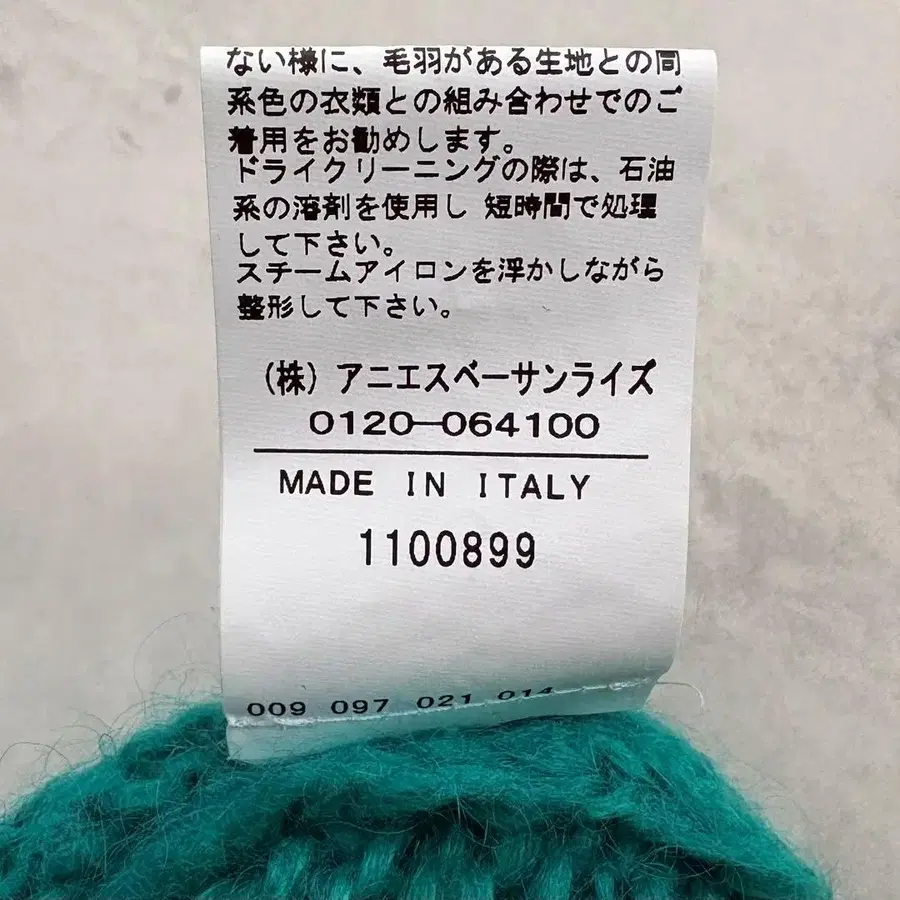 ない様に、毛羽がある生地との同
系色の衣類との組み合わせでのご
着用をお勧めします。
ドライクリーニングの際は、石油
系の溶剤を使用し 短時間で処理
して下さい。
スチームアイロンを浮かしながら
整形して下さい。
(株) アニエスベーサンライズ
0120-064100
MADE IN ITALY
1100899
009 097 021 014